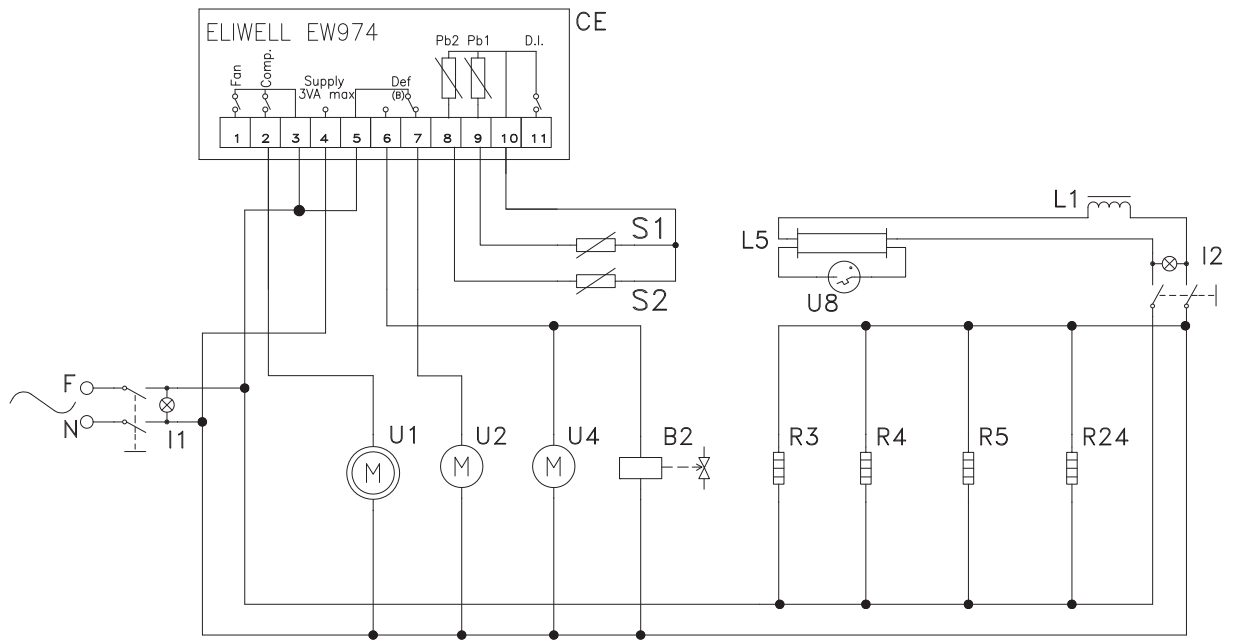 CE
ELIWELL EW974
Pb2 Pb1 D.I.
Fan
Comp.
Supply
3VA max
Def
(B)
1 2 3 4 5 6 7 8 9 10 11
S1
S2
L1
L5
I2
U8
F
N
I1
U1 U2 U4 B2 R3 R4 R5 R24
M M M